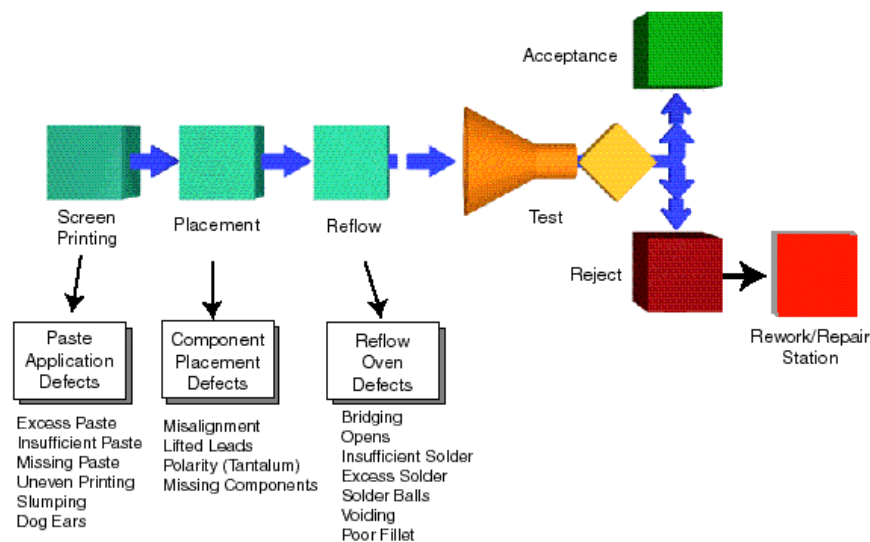 Acceptance
Screen
Printing
Placement
Reflow
Test
Reject
Rework/Repair
Station
Paste
Application
Defects
Excess Paste
Insufficient Paste
Missing Paste
Uneven Printing
Slumping
Dog Ears
Component
Placement
Defects
Misalignment
Lifted Leads
Polarity (Tantalum)
Missing Components
Reflow
Oven
Defects
Bridging
Opens
Insufficient Solder
Excess Solder
Solder Balls
Voiding
Poor Fillet